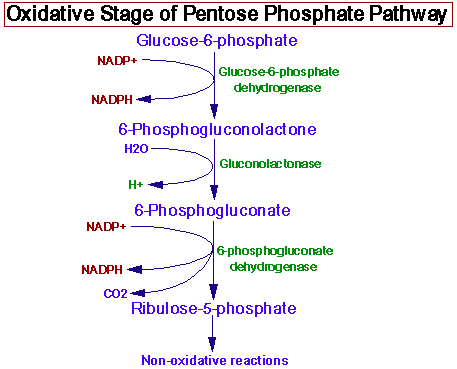 Oxidative Stage of Pentose Phosphate Pathway
Glucose-6-phosphate
NADP+
Glucose-6-phosphate
dehydrogenase
NADPH
6-Phosphogluconolactone
H2O
Gluconolactonase
H+
6-Phosphogluconate
NADP+
6-phosphogluconate
dehydrogenase
NADPH
CO2
Ribulose-5-phosphate
Non-oxidative reactions